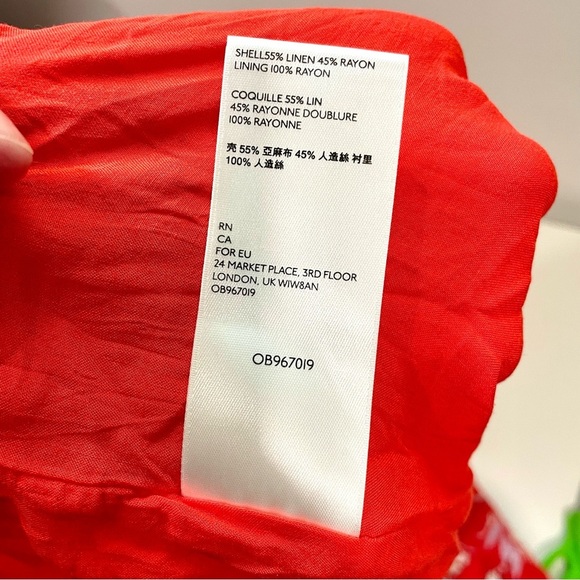 SHELL55% LINEN 45% RAYON
LINING 100% RAYON
COQUILLE 55% LIN
45% RAYONNE DOUBLURE
100% RAYONNE
壳 55% 亞麻布 45% 人造絲 衬里
100% 人造絲
RN
CA
FOR EU
24 MARKET PLACE, 3RD FLOOR
LONDON, UK W1W8AN
OB967019
OB967019